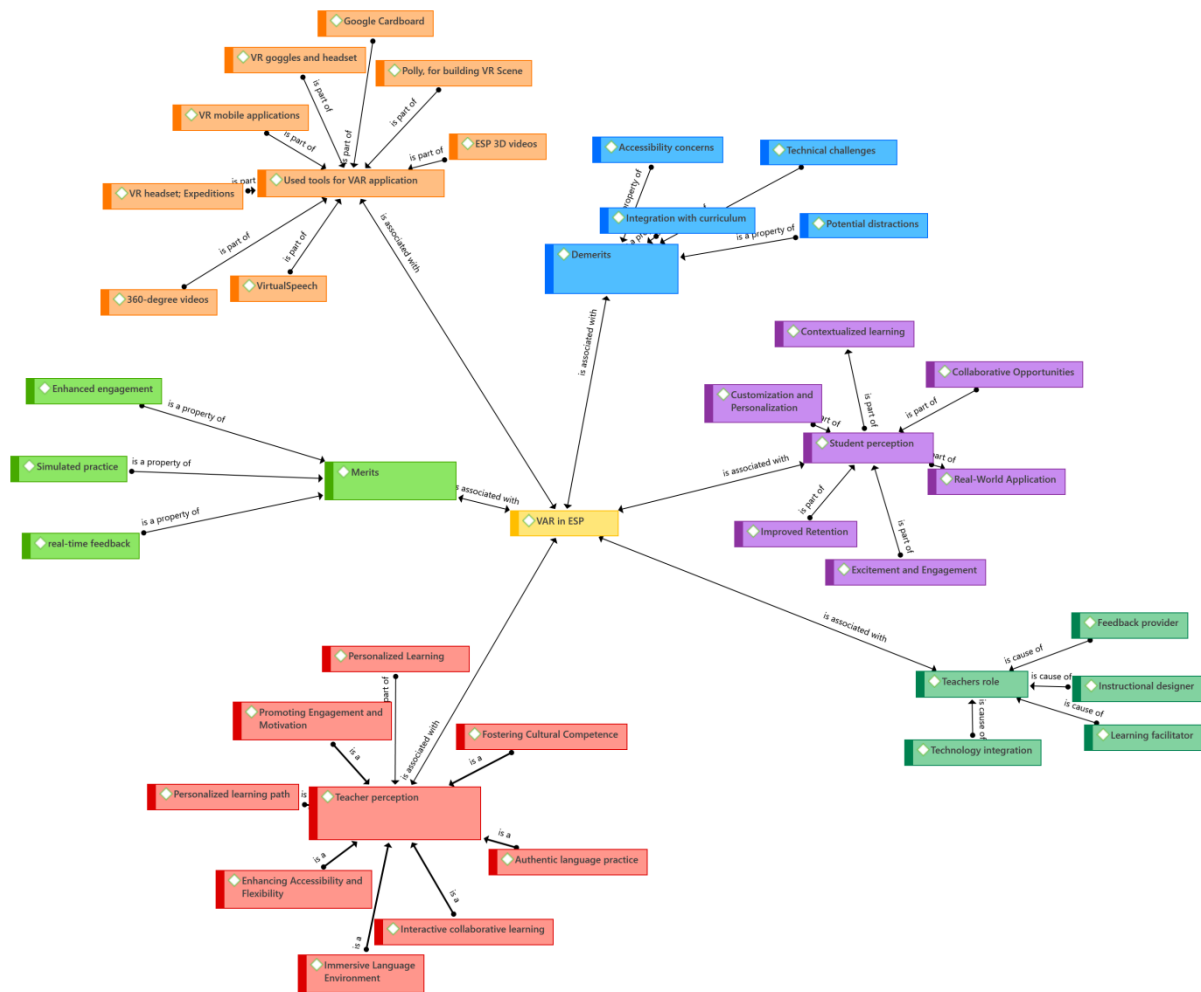 Google Cardboard
VR goggles and headset
Polly, for building VR Scene
is part of
is part of
is part of
VR mobile applications
is part of
is part of
ESP 3D videos
Used tools for VAR application
VR headset; Expeditions
is part
is part of
is part of
360-degree videos
VirtualSpeech
is associated with
Accessibility concerns
Technical challenges
property of
Integration with curriculum
Potential distractions
is a property of
Demerits
is associated with
Contextualized learning
Collaborative Opportunities
Customization and
Personalization
is part of
is part of
Student perception
part of
Real-World Application
is part of
Improved Retention
is part of
Excitement and Engagement
is associated with
Enhanced engagement
is a property of
Simulated practice
is a property of
Merits
is associated with
real-time feedback
is a property of
VAR in ESP
is associated with
Feedback provider
is cause of
Teachers role
is cause of
Instructional designer
is cause of
Learning facilitator
is cause of
Technology integration
is associated with
Personalized Learning
part of
Promoting Engagement and
Motivation
is a
Fostering Cultural Competence
is a
Personalized learning path
is
Teacher perception
is a
Authentic language practice
Enhancing Accessibility and
Flexibility
is a
is a
Interactive collaborative learning
is a
Immersive Language
Environment